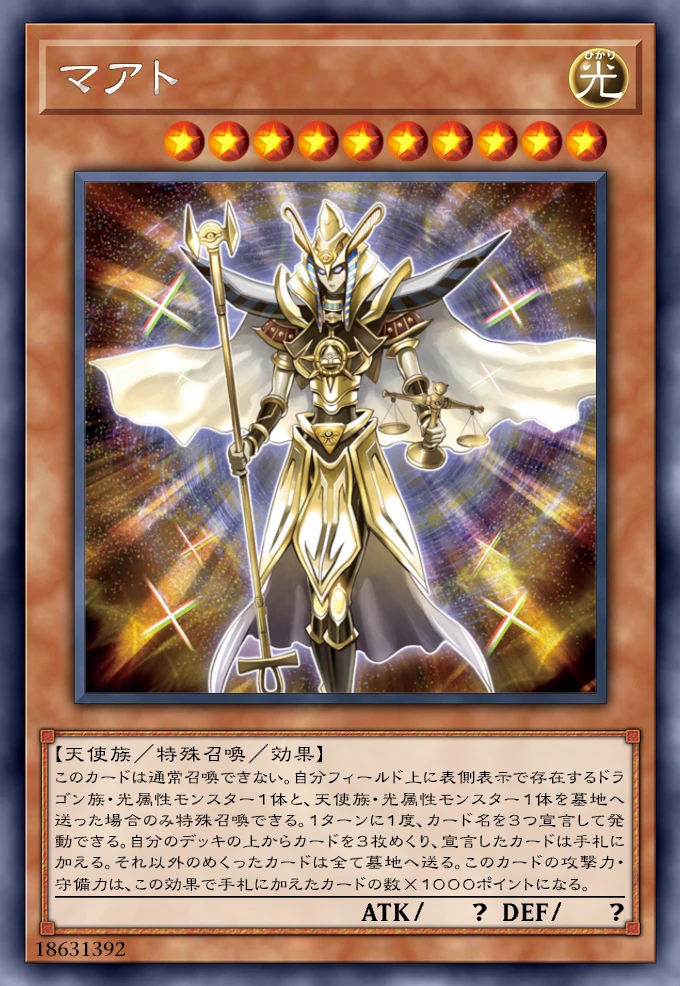 マアト
ひかり
光
【天使族／特殊召喚／効果】
このカードは通常召喚できない。自分フィールド上に表側表示で存在するドラ
ゴン族・光属性モンスター１体と、天使族・光属性モンスター１体を墓地へ
送った場合のみ特殊召喚できる。１ターンに１度、カード名を３つ宣言して発
動できる。自分のデッキの上からカードを３枚めくり、宣言したカードは手札に
加える。それ以外のめくったカードは全て墓地へ送る。このカードの攻撃力・
守備力は、この効果で手札に加えたカードの数×１０００ポイントになる。
ATK/ ? DEF/ ?
18631392